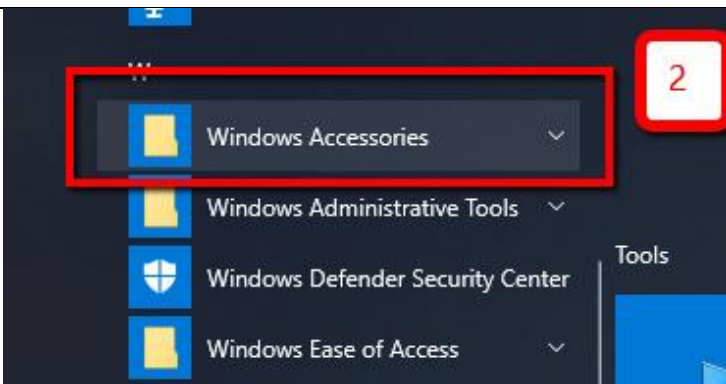 W
2
Windows Accessories
Windows Administrative Tools
Windows Defender Security Center
Tools
Windows Ease of Access